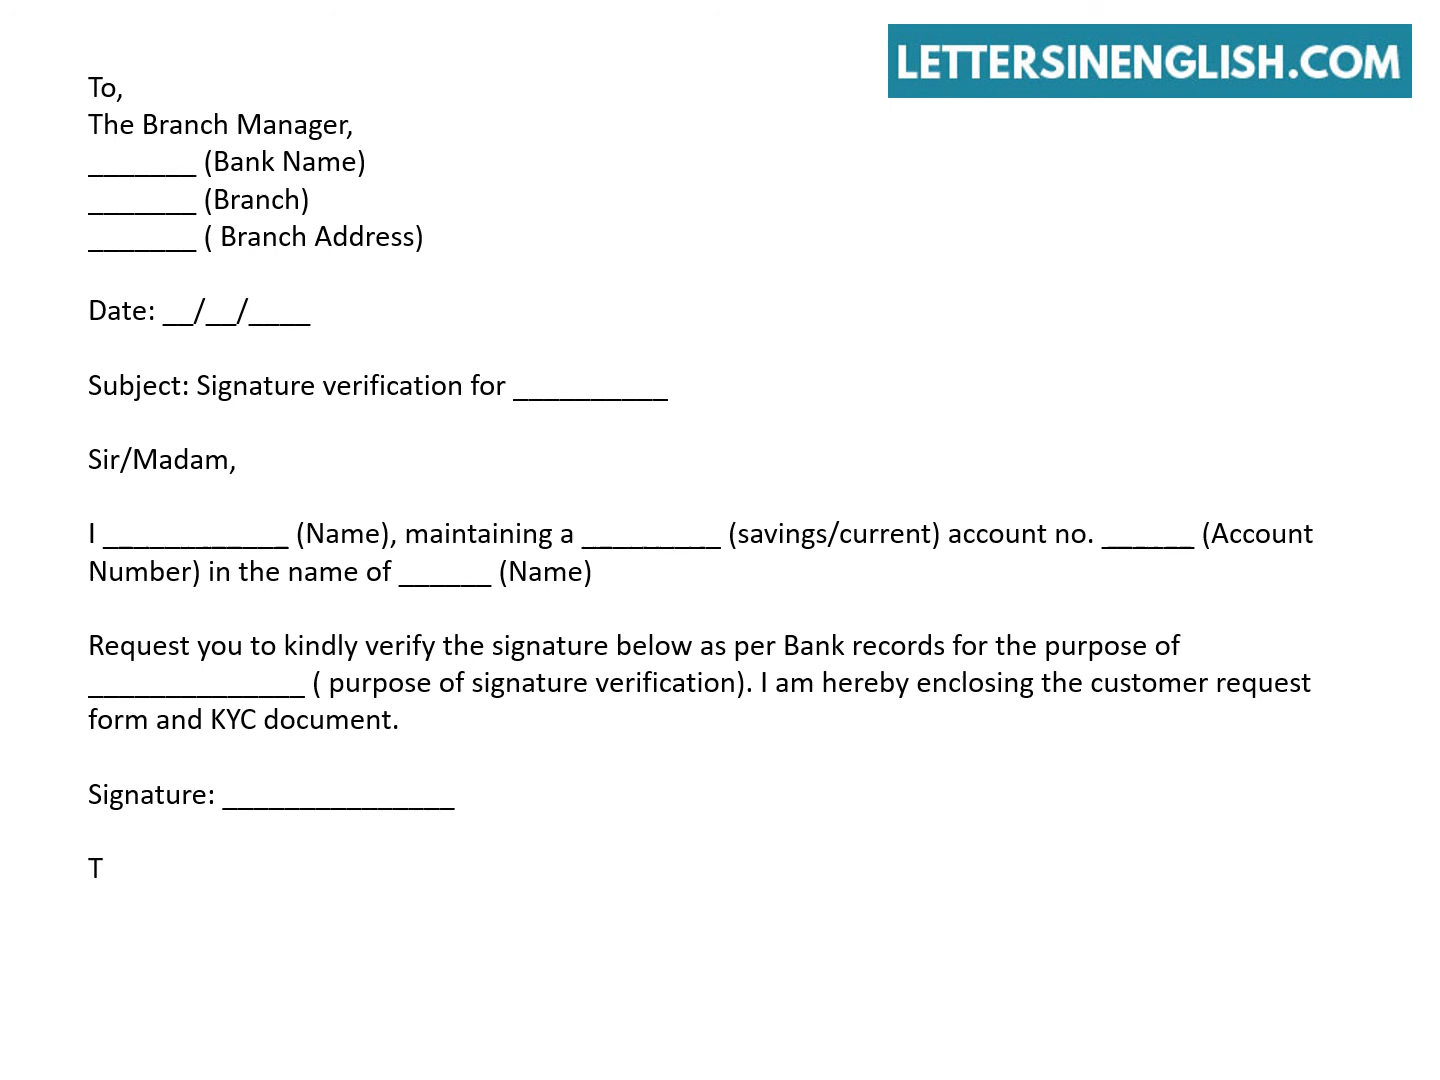 LETTERSINENGLISH.COM
To,
The Branch Manager,
_______ (Bank Name)
_______ (Branch)
_______ ( Branch Address)
Date: __/__/____
Subject: Signature verification for __________
Sir/Madam,
I ____________ (Name), maintaining a _________ (savings/current) account no. ______ (Account
Number) in the name of ______ (Name)
Request you to kindly verify the signature below as per Bank records for the purpose of
______________ ( purpose of signature verification). I am hereby enclosing the customer request
form and KYC document.
Signature: _______________
T